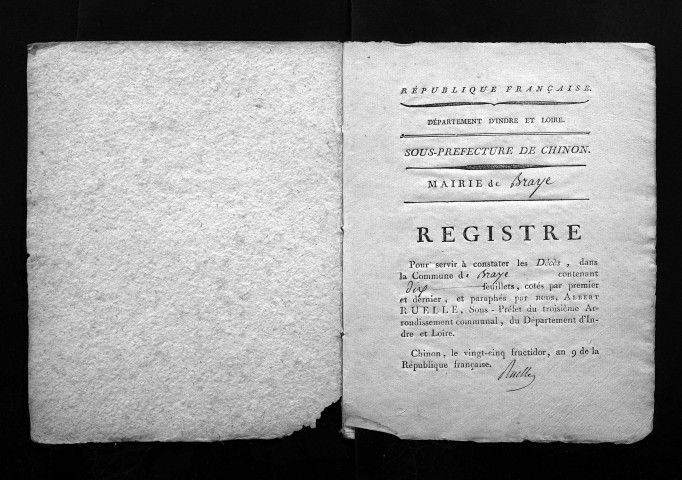 RÉPUBLIQUE FRANÇAISE.
DÉPARTEMENT D'INDRE ET LOIRE.
SOUS-PREFECTURE DE CHINON.
MAIRIE de Braye
REGISTRE
Pour servir à constater les Décès, dans
la Commune de Braye contenant
dix feuillets, cotés par premier
et dernier, et paraphés par nous, ALBERT
RUELLE, Sous-Préfet du troisième Ar-
rondissement communal, du Département d'In-
dre et Loire.
Chinon, le vingt-cinq fructidor, an 9 de la
République française.
Ruelle